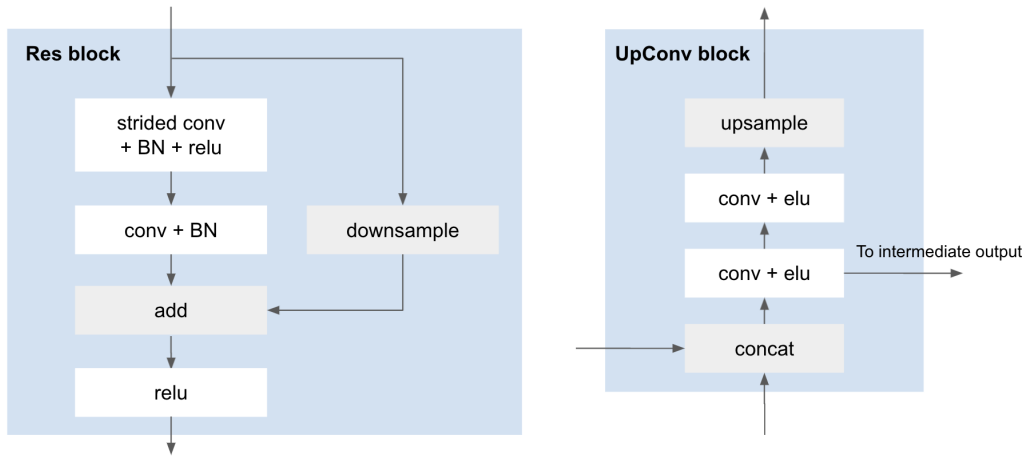 Res block
strided conv
+ BN + relu
conv + BN
downsample
add
relu
UpConv block
upsample
conv + elu
conv + elu
To intermediate output
concat